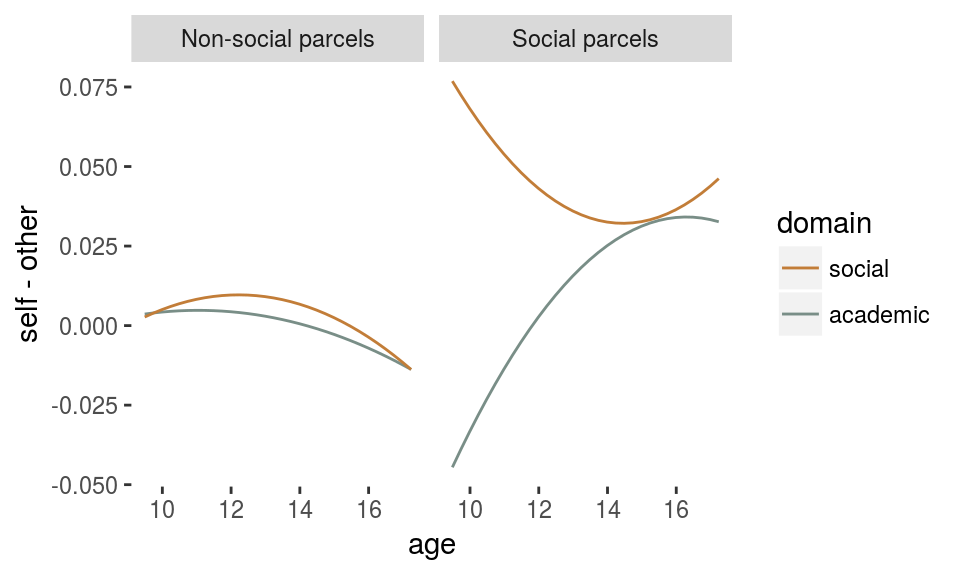 Non-social parcels
Social parcels
self - other
0.075
0.050
0.025
0.000
-0.025
-0.050
10 12 14 16
10 12 14 16
age
domain
social
academic